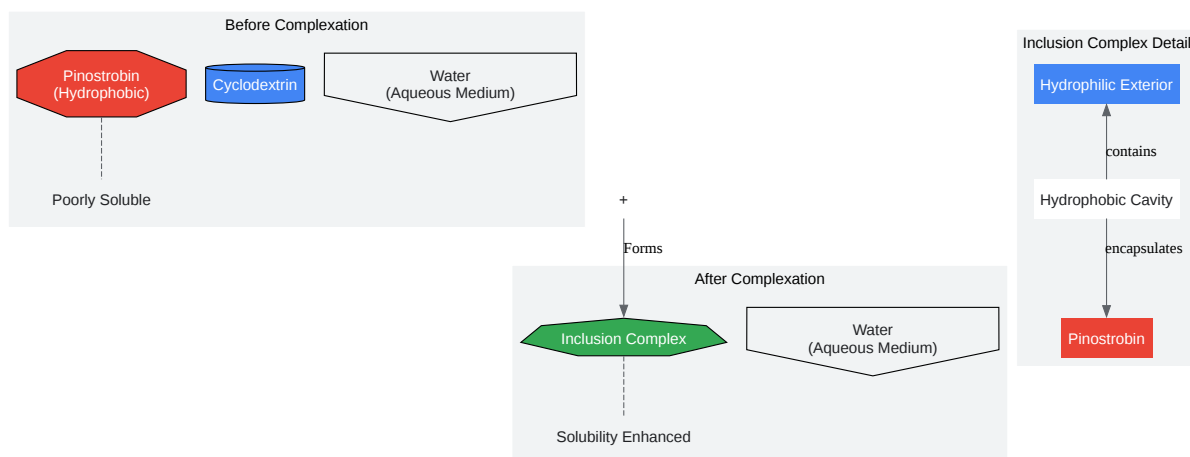 Before Complexation
Pinostrobin
(Hydrophobic)
Cyclodextrin
Water
(Aqueous Medium)
Poorly Soluble
+
Forms
After Complexation
Inclusion Complex
Water
(Aqueous Medium)
Solubility Enhanced
Inclusion Complex Detail
Hydrophilic Exterior
contains
Hydrophobic Cavity
encapsulates
Pinostrobin